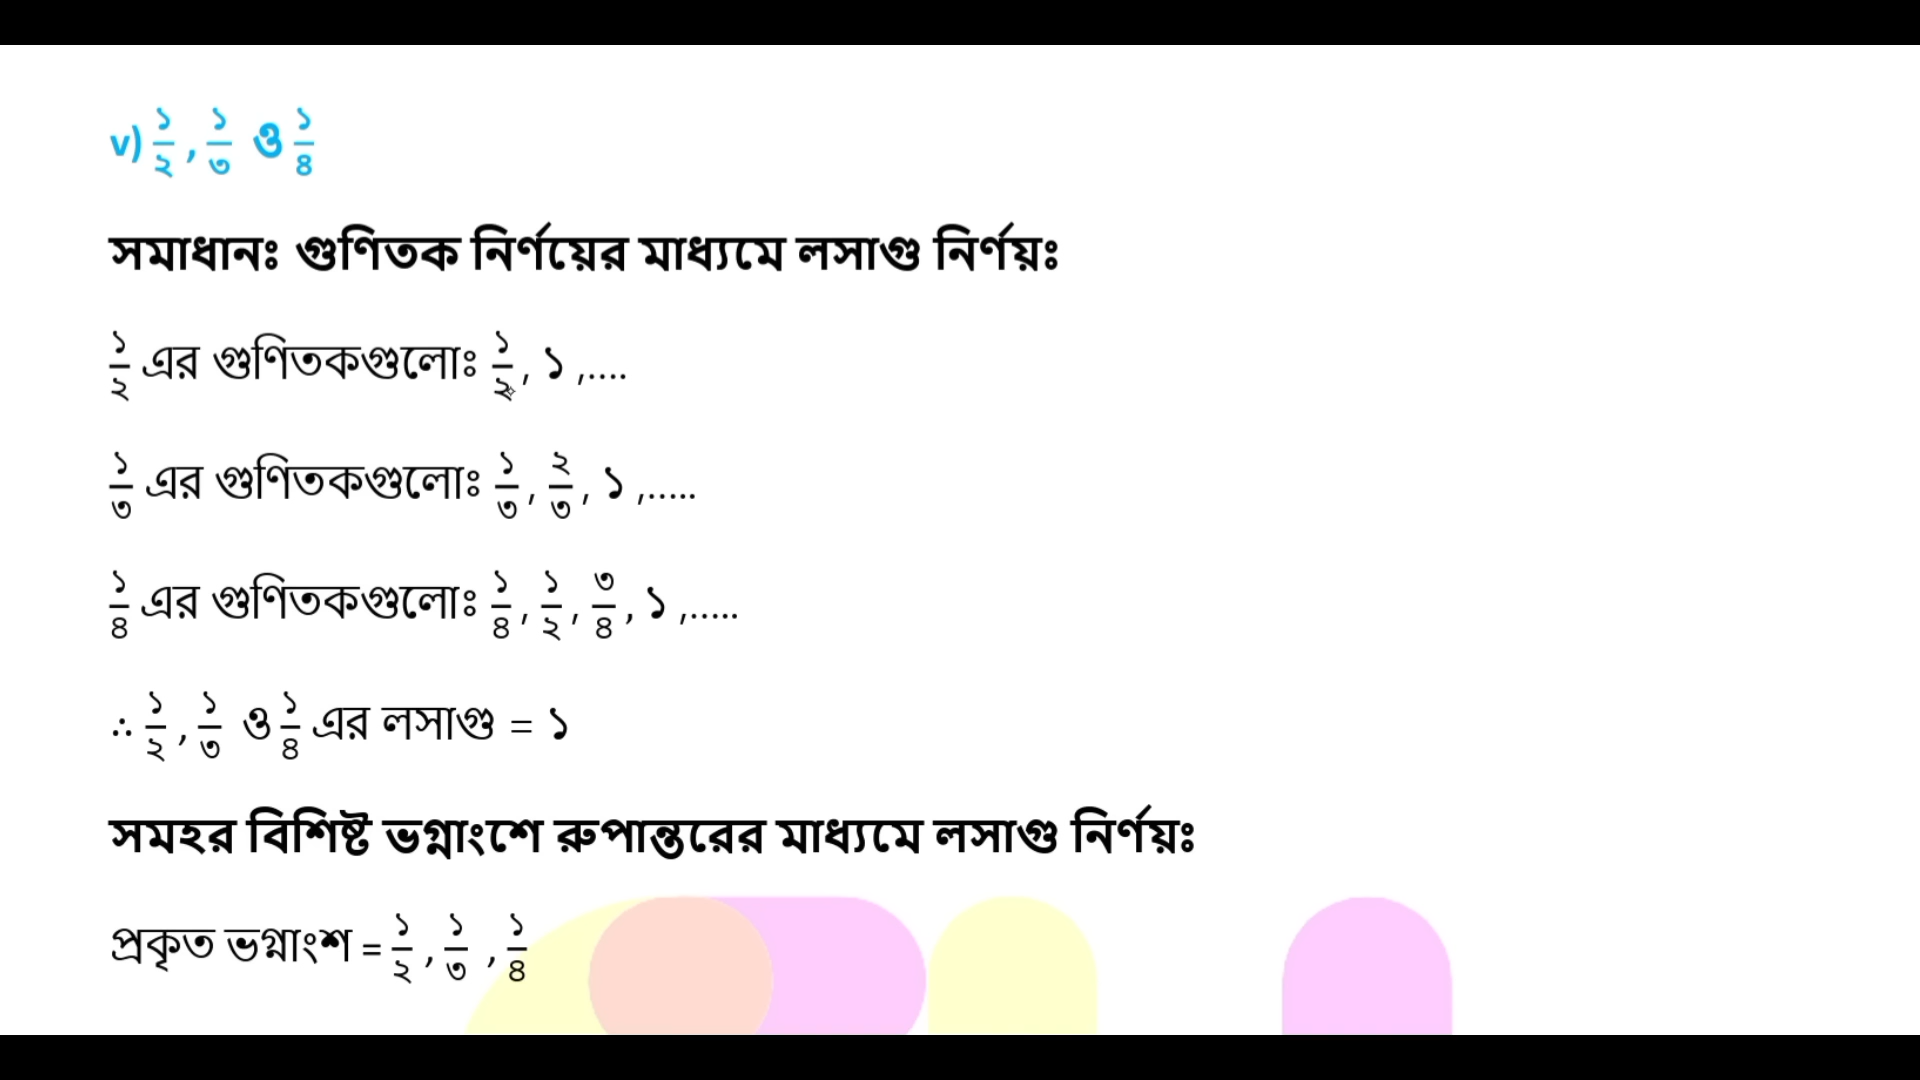 v) ১/২ , ১/৩ ও ১/৪
সমাধানঃ গুণিতক নির্ণয়ের মাধ্যমে লসাগু নির্ণয়ঃ
১/২ এর গুণিতকগুলোঃ ১/২, ১ ,....
১/৩ এর গুণিতকগুলোঃ ১/৩, ২/৩, ১ ,.....
১/৪ এর গুণিতকগুলোঃ ১/৪, ১/২, ৩/৪, ১ ,.....
∴ ১/২ , ১/৩ ও ১/৪ এর লসাগু = ১
সমহর বিশিষ্ট ভগ্নাংশে রুপান্তরের মাধ্যমে লসাগু নির্ণয়ঃ
প্রকৃত ভগ্নাংশ = ১/২ , ১/৩ , ১/৪